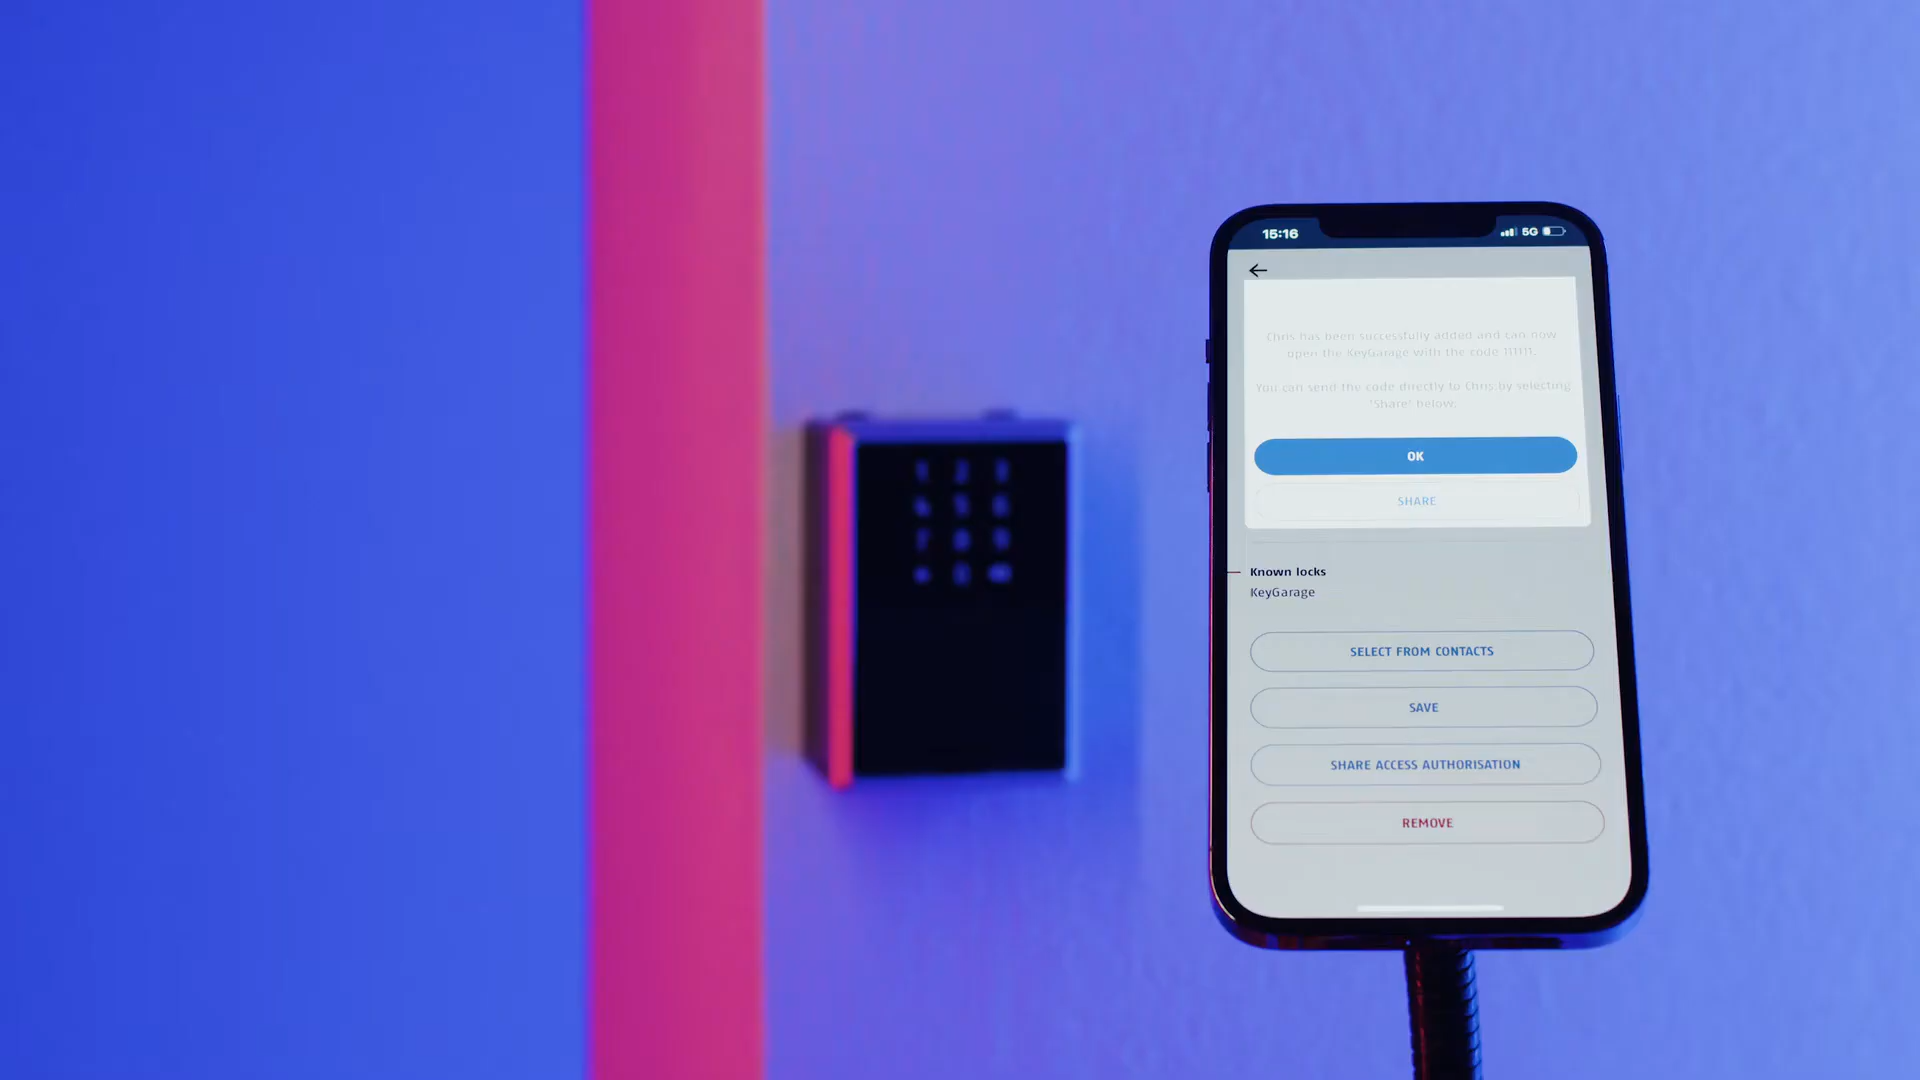 15:16
5G
Chris has been successfully added and can now
open the KeyGarage with the code 111111.
You can send the code directly to Chris by selecting
'Share' below.
OK
SHARE
Known locks
KeyGarage
SELECT FROM CONTACTS
SAVE
SHARE ACCESS AUTHORISATION
REMOVE